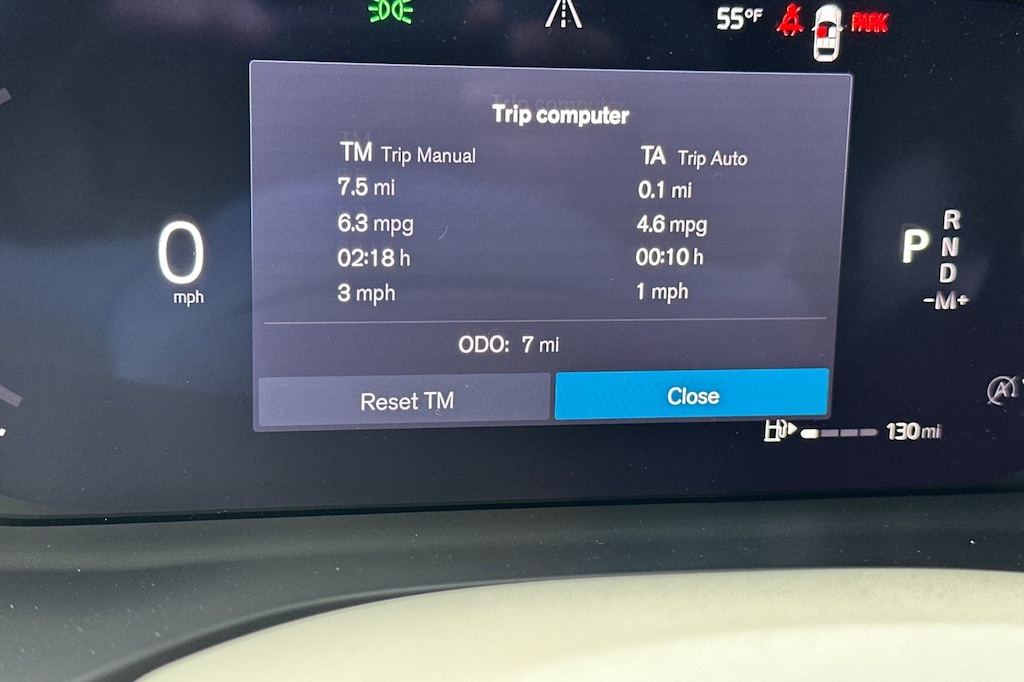 55°F PARK
Trip computer
TM Trip Manual TA Trip Auto
7.5 mi 0.1 mi
6.3 mpg 4.6 mpg
02:18 h 00:10 h
3 mph 1 mph
0
mph
P
R
N
D
-M+
ODO: 7 mi
Reset TM Close
A
130 mi